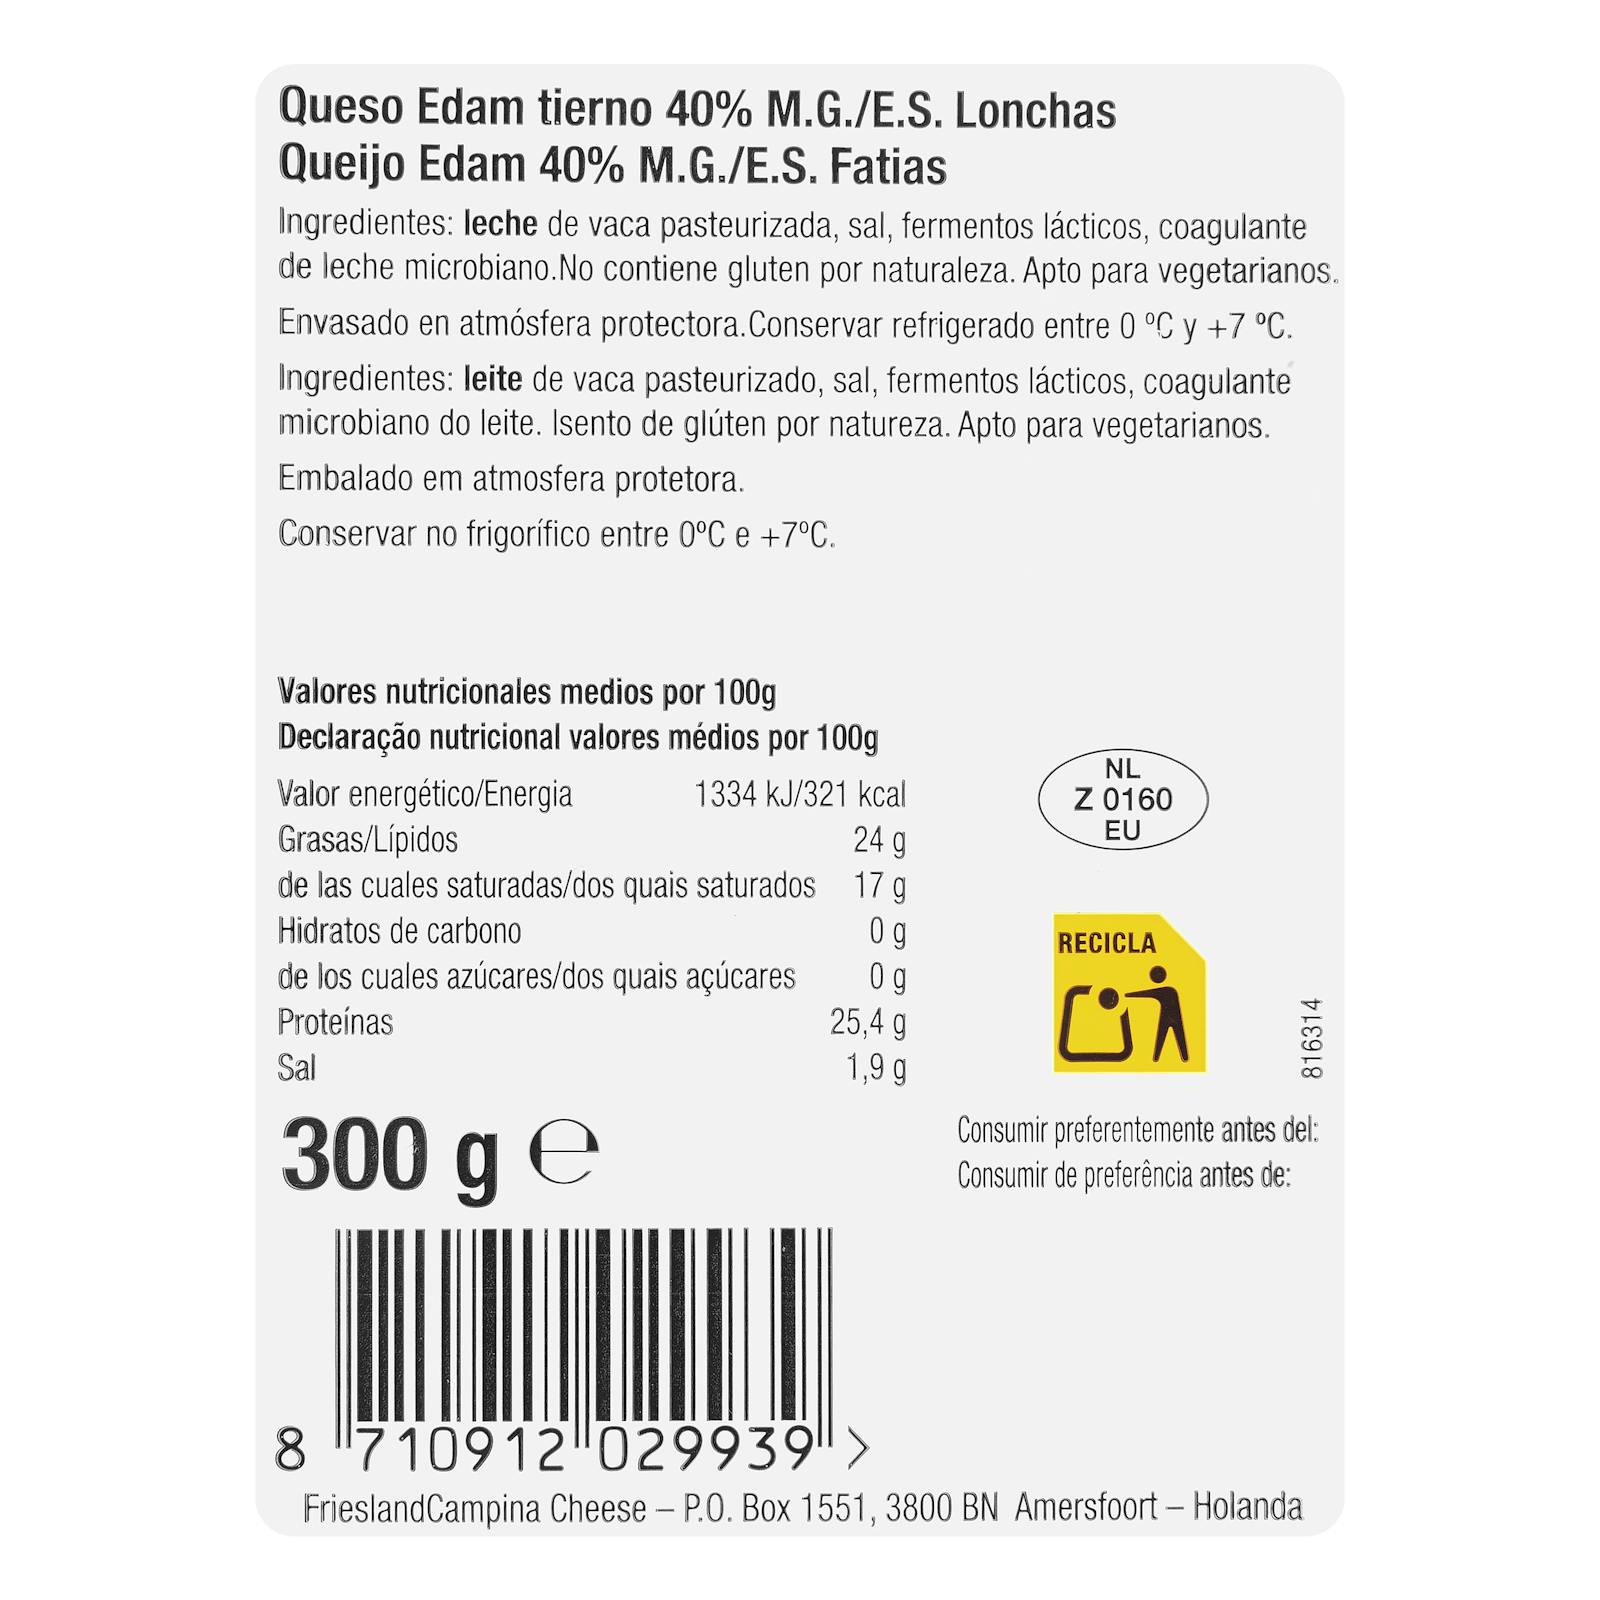 Queso Edam tierno 40% M.G./E.S. Lonchas
Queijo Edam 40% M.G./E.S. Fatias
Ingredientes: leche de vaca pasteurizada, sal, fermentos lácticos, coagulante
de leche microbiano.No contiene gluten por naturaleza. Apto para vegetarianos.
Envasado en atmósfera protectora.Conservar refrigerado entre 0 ºC y +7 ºC.
Ingredientes: leite de vaca pasteurizado, sal, fermentos lácticos, coagulante
microbiano do leite. Isento de glúten por natureza. Apto para vegetarianos.
Embalado em atmosfera protetora.
Conservar no frigorífico entre 0ºC e +7ºC.
Valores nutricionales medios por 100g
Declaração nutricional valores médios por 100g
Valor energético/Energia 1334 kJ/321 kcal
Grasas/Lípidos 24 g
de las cuales saturadas/dos quais saturados 17 g
Hidratos de carbono 0 g
de los cuales azúcares/dos quais açúcares 0 g
Proteínas 25,4 g
Sal 1,9 g
NL
Z 0160
EU
RECICLA
816314
300 g ℮
Consumir preferentemente antes del:
Consumir de preferência antes de:
8 710912 029939 >
FrieslandCampina Cheese – P.O. Box 1551, 3800 BN Amersfoort – Holanda